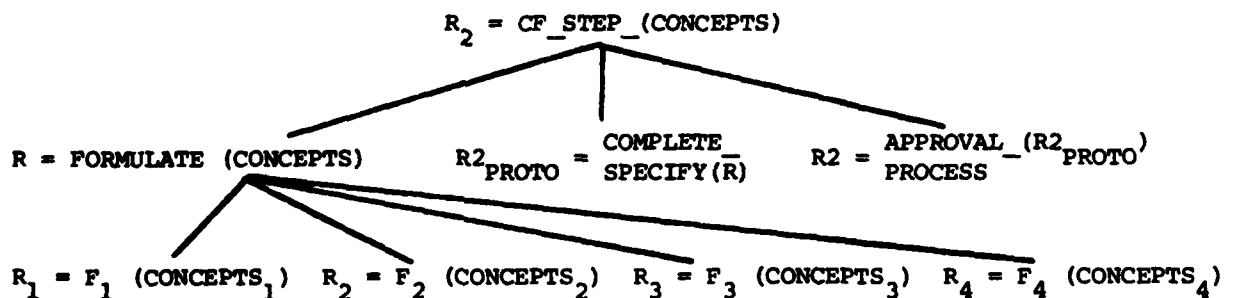 R₂ = CF_STEP_(CONCEPTS)
R = FORMULATE (CONCEPTS) R2PROTO = COMPLETE_ SPECIFY(R) R2 = APPROVAL_ PROCESS (R2PROTO)
R₁ = F₁ (CONCEPTS₁) R₂ = F₂ (CONCEPTS₂) R₃ = F₃ (CONCEPTS₃) R₄ = F₄ (CONCEPTS₄)